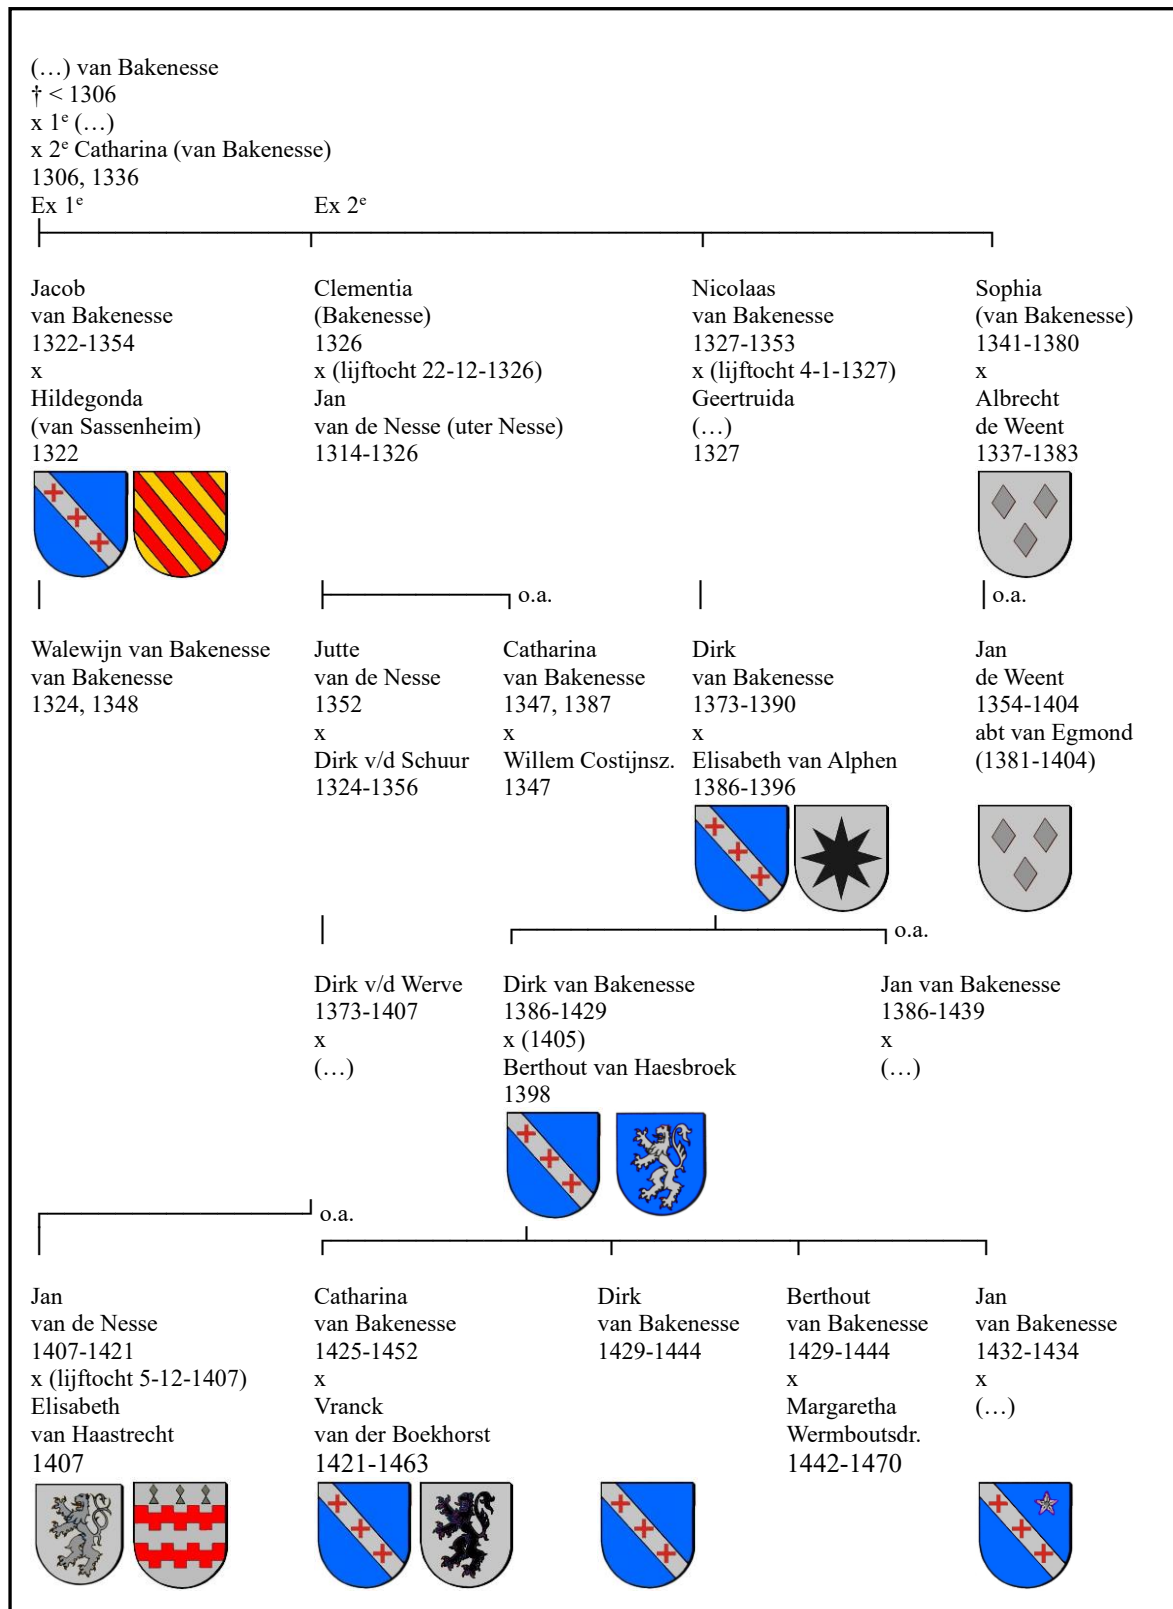 (…) van Bakenesse
† < 1306
x 1e (…)
x 2e Catharina (van Bakenesse)
1306, 1336
Ex 1e
Ex 2e
Jacob
van Bakenesse
1322-1354
x
Hildegonda
(van Sassenheim)
1322
Clementia
(Bakenesse)
1326
x (lijftocht 22-12-1326)
Jan
van de Nesse (uter Nesse)
1314-1326
Nicolaas
van Bakenesse
1327-1353
x (lijftocht 4-1-1327)
Geertruida
(…)
1327
Sophia
(van Bakenesse)
1341-1380
x
Albrecht
de Weent
1337-1383
o.a.
o.a.
Walewijn van Bakenesse
van Bakenesse
1324, 1348
Jutte
van de Nesse
1352
x
Dirk v/d Schuur
1324-1356
Catharina
van Bakenesse
1347, 1387
x
Willem Costijnsz.
1347
Dirk
van Bakenesse
1373-1390
x
Elisabeth van Alphen
1386-1396
Jan
de Weent
1354-1404
abt van Egmond
(1381-1404)
o.a.
Dirk v/d Werve
1373-1407
x
(…)
Dirk van Bakenesse
1386-1429
x (1405)
Berthout van Haesbroek
1398
Jan van Bakenesse
1386-1439
x
(…)
o.a.
Jan
van de Nesse
1407-1421
x (lijftocht 5-12-1407)
Elisabeth
van Haastrecht
1407
Catharina
van Bakenesse
1425-1452
x
Vranck
van der Boekhorst
1421-1463
Dirk
van Bakenesse
1429-1444
Berthout
van Bakenesse
1429-1444
x
Margaretha
Wermboutsdr.
1442-1470
Jan
van Bakenesse
1432-1434
x
(…)